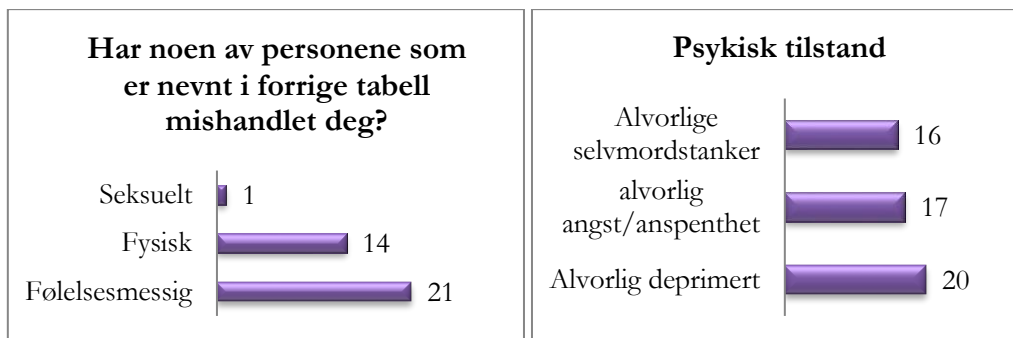 Har noen av personene som
er nevnt i forrige tabell
mishandlet deg?
Seksuelt 1
Fysisk 14
Følelsesmessig 21
Psykisk tilstand
Alvorlige
selvmordstanker 16
alvorlig
angst/anspenthet 17
Alvorlig deprimert 20